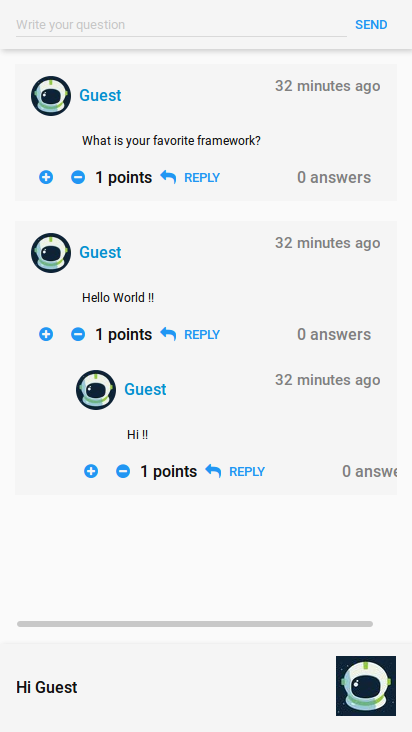 Write your question SEND
Guest 32 minutes ago
What is your favorite framework?
1 points REPLY 0 answers
Guest 32 minutes ago
Hello World !!
1 points REPLY 0 answers
Guest 32 minutes ago
Hi !!
1 points REPLY 0 answe
Hi Guest